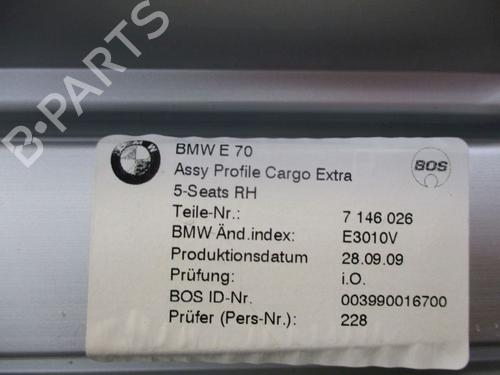 B-PARTS
BMW
BMW E 70
Assy Profile Cargo Extra
BOS
5-Seats RH
Teile-Nr.: 7 146 026
BMW Änd.index: E3010V
Produktionsdatum 28.09.09
Prüfung: i.O.
BOS ID-Nr. 003990016700
Prüfer (Pers-Nr.): 228